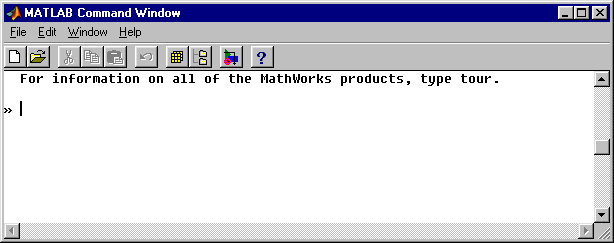 MATLAB Command Window
File Edit Window Help
?
For information on all of the MathWorks products, type tour.
»